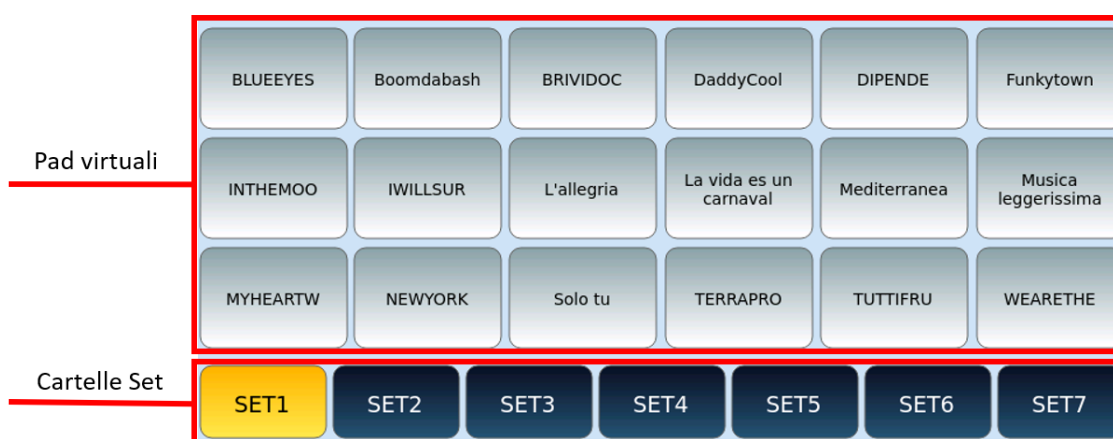 BLUEEYES Boomdabash BRIVIDOC DaddyCool DIPENDE Funkytown
Pad virtuali
INTHEMOO IWILLSUR L'allegria La vida es un carnaval Mediterranea Musica leggerissima
MYHEARTW NEWYORK Solo tu TERRAPRO TUTTIFRU WEARETHE
Cartelle Set
SET1 SET2 SET3 SET4 SET5 SET6 SET7